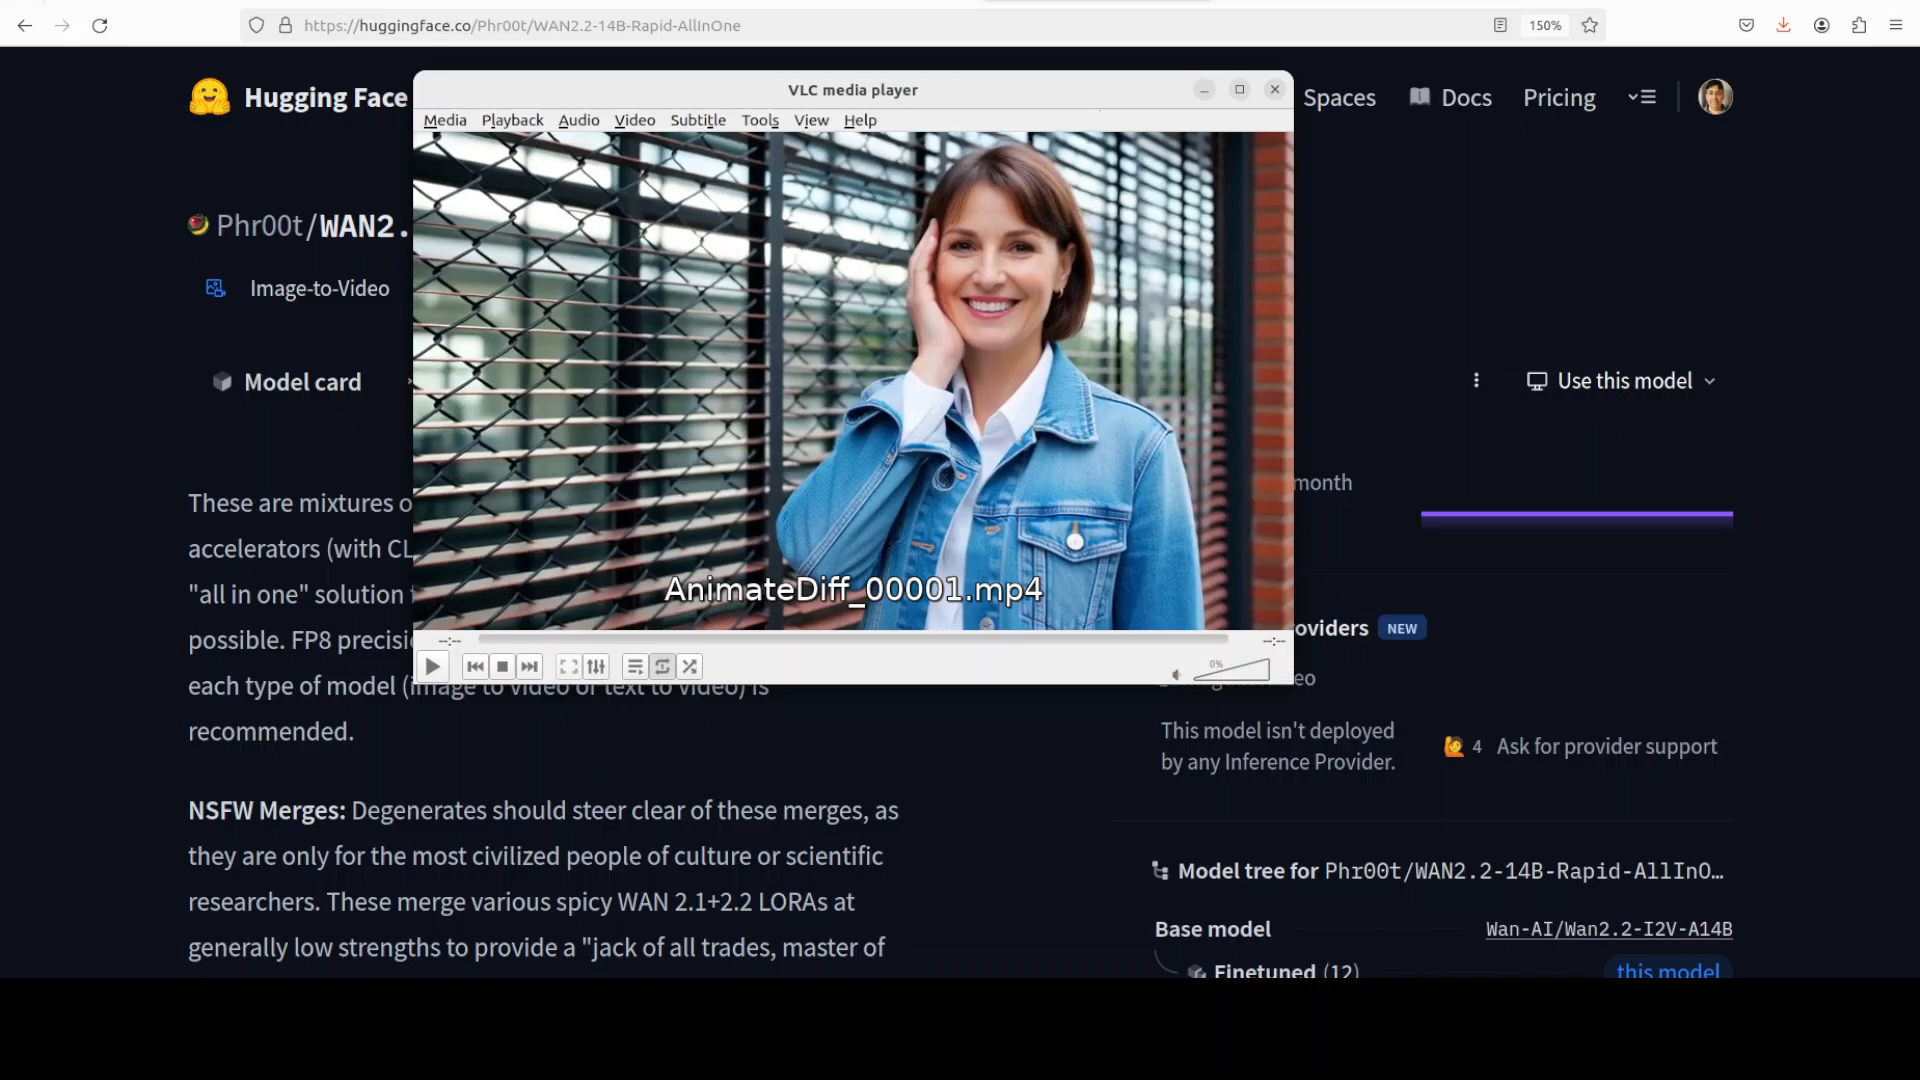 https://huggingface.co/Phr00t/WAN2.2-14B-Rapid-AllInOne
150%
Hugging Face
Spaces
Docs
Pricing
VLC media player
Media Playback Audio Video Subtitle Tools View Help
Phr00t/WAN2.
Image-to-Video
Model card
Use this model
month
These are mixtures o
accelerators (with CL
"all in one" solution
possible. FP8 precisi
each type of model (image to video or text to video) is
recommended.
AnimateDiff_00001.mp4
--:--
--:--
0%
oviders NEW
eo
This model isn't deployed
by any Inference Provider.
4 Ask for provider support
NSFW Merges: Degenerates should steer clear of these merges, as
they are only for the most civilized people of culture or scientific
researchers. These merge various spicy WAN 2.1+2.2 LORAs at
generally low strengths to provide a "jack of all trades, master of
Model tree for Phr00t/WAN2.2-14B-Rapid-AllInO…
Base model
Wan-AI/Wan2.2-I2V-A14B
Finetuned (12)
this model